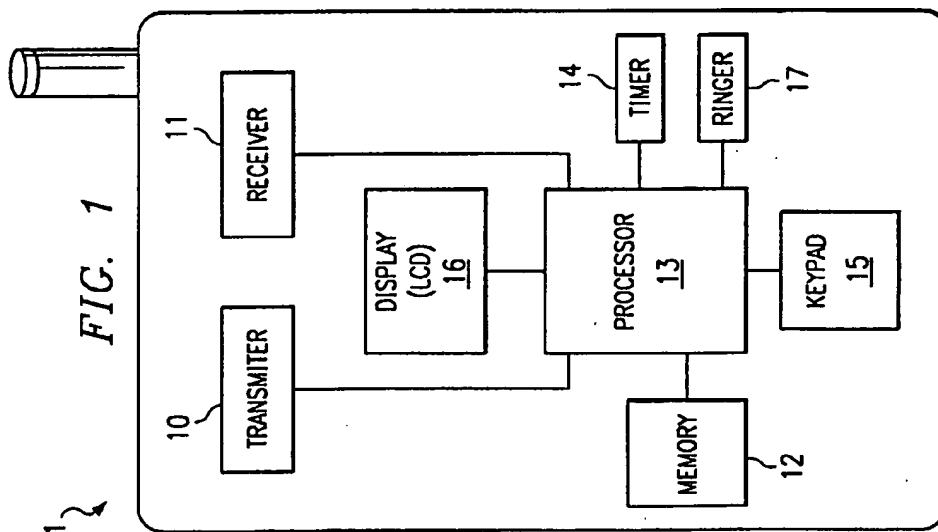 FIG. 1
1
10
TRANSMITER
11
RECEIVER
DISPLAY
(LCD)
16
PROCESSOR
13
14
TIMER
RINGER
17
MEMORY
12
KEYPAD
15